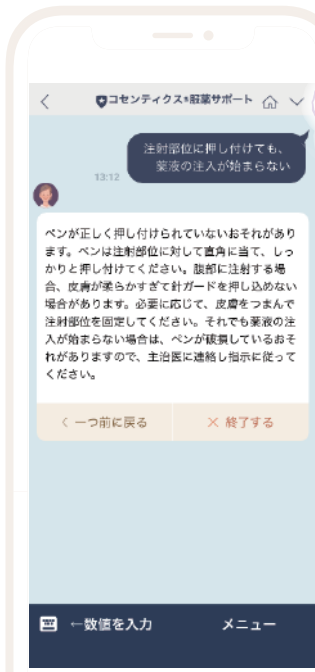 コセンティクス®服薬サポート
注射部位に押し付けても、
薬液の注入が始まらない
13:12
ペンが正しく押し付けられていないおそれがあり
ます。ペンは注射部位に対して直角に当て、しっ
かりと押し付けてください。腹部に注射する場
合、皮膚が柔らかすぎて針ガードを押し込めない
場合があります。必要に応じて、皮膚をつまんで
注射部位を固定してください。それでも薬液の注
入が始まらない場合は、ペンが破損しているおそ
れがありますので、主治医に連絡し指示に従って
ください。
一つ前に戻る
終了する
←数値を入力
メニュー